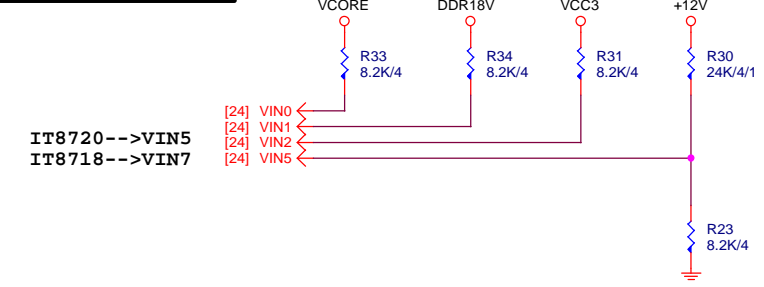 VCORE DDR18V VCC3 +12V
R33 R34 R31 R30
8.2K/4 8.2K/4 8.2K/4 24K/4/1
[24] VIN0
[24] VIN1
IT8720-->VIN5
[24] VIN2
IT8718-->VIN7
[24] VIN5
R23
8.2K/4